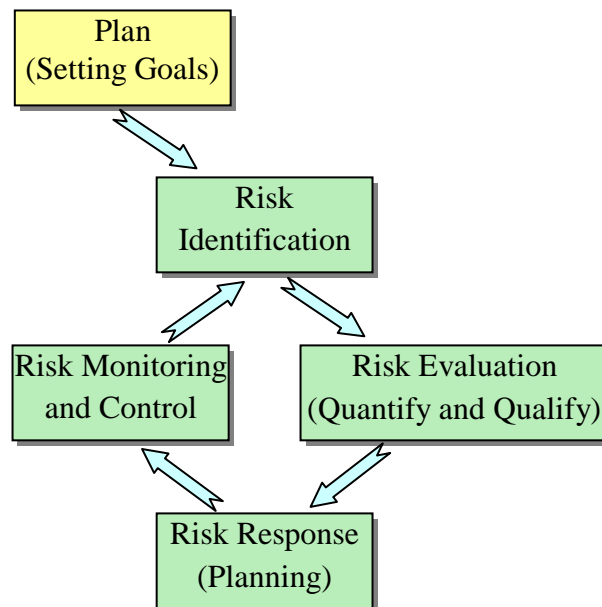 Plan
(Setting Goals)
Risk
Identification
Risk Monitoring
and Control
Risk Evaluation
(Quantify and Qualify)
Risk Response
(Planning)